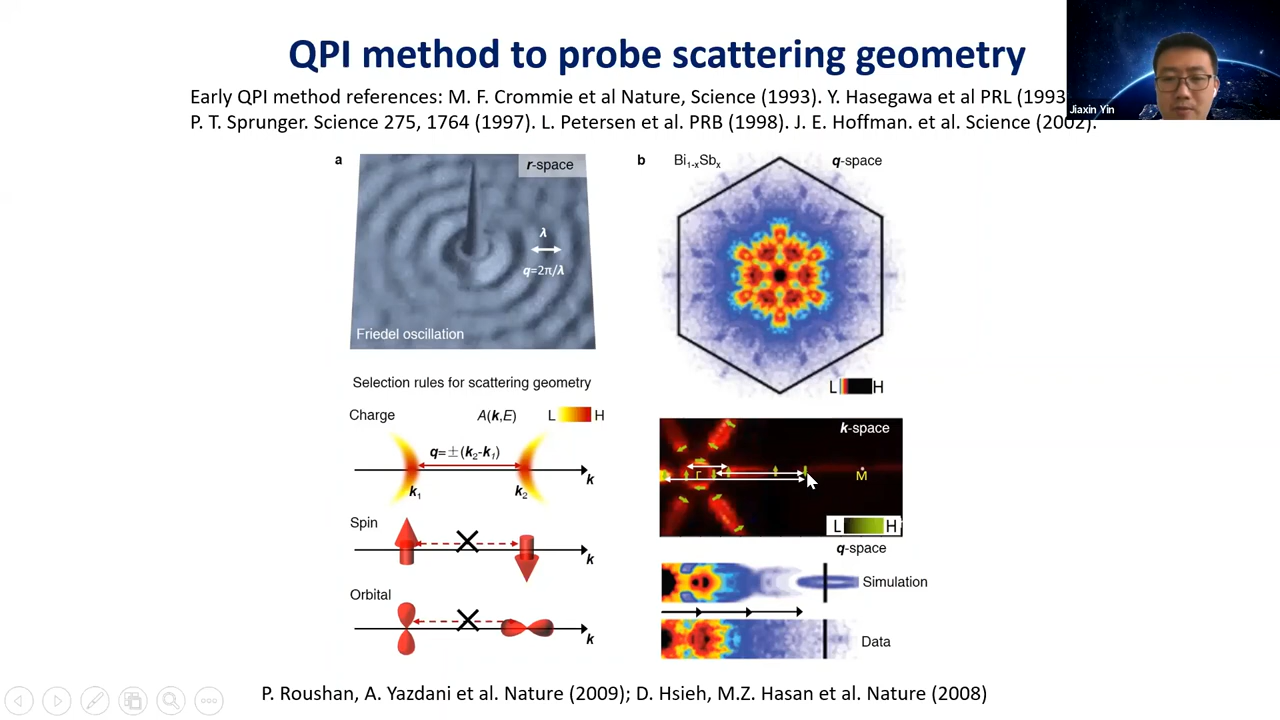 QPI method to probe scattering geometry
Early QPI method references: M. F. Crommie et al Nature, Science (1993). Y. Hasegawa et al PRL (1993
P. T. Sprunger. Science 275, 1764 (1997). L. Petersen et al. PRB (1998). J. E. Hoffman. et al. Science (2002).
Jiaxin Yin
a
r-space
λ
q=2π/λ
Friedel oscillation
b
Bi1-xSbx
q-space
L H
Selection rules for scattering geometry
Charge
A(k,E)
L H
q=±(k2-k1)
k
k1
k2
Spin
k
Orbital
k
k-space
Γ
M
L H
q-space
Simulation
Data
P. Roushan, A. Yazdani et al. Nature (2009); D. Hsieh, M.Z. Hasan et al. Nature (2008)